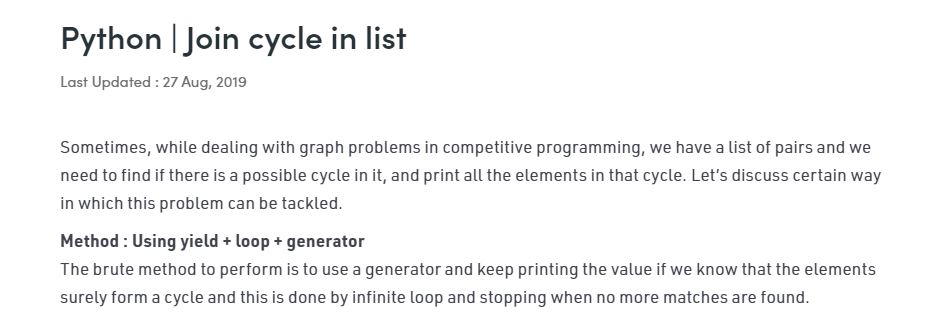 Python | Join cycle in list
Last Updated : 27 Aug, 2019
Sometimes, while dealing with graph problems in competitive programming, we have a list of pairs and we
need to find if there is a possible cycle in it, and print all the elements in that cycle. Let’s discuss certain way
in which this problem can be tackled.
Method : Using yield + loop + generator
The brute method to perform is to use a generator and keep printing the value if we know that the elements
surely form a cycle and this is done by infinite loop and stopping when no more matches are found.